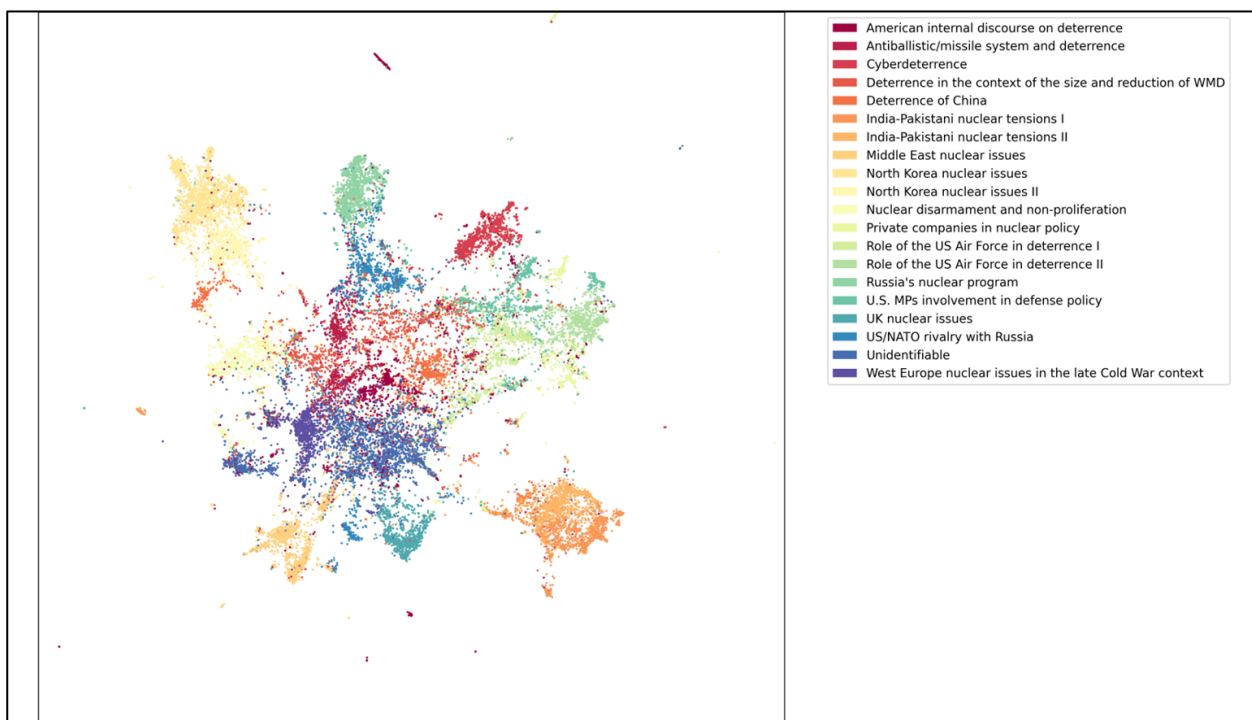 American internal discourse on deterrence
Antiballistic/missile system and deterrence
Cyberdeterrence
Deterrence in the context of the size and reduction of WMD
Deterrence of China
India-Pakistani nuclear tensions I
India-Pakistani nuclear tensions II
Middle East nuclear issues
North Korea nuclear issues
North Korea nuclear issues II
Nuclear disarmament and non-proliferation
Private companies in nuclear policy
Role of the US Air Force in deterrence I
Role of the US Air Force in deterrence II
Russia's nuclear program
U.S. MPs involvement in defense policy
UK nuclear issues
US/NATO rivalry with Russia
Unidentifiable
West Europe nuclear issues in the late Cold War context